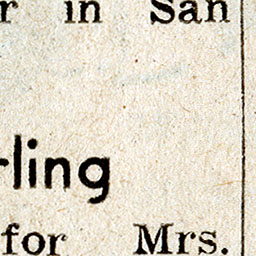 r in San
rling
for Mrs.